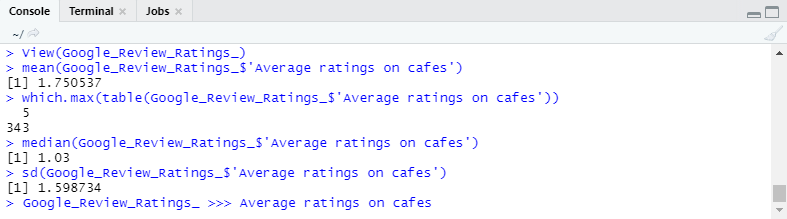 Console Terminal Jobs
~/
> View(Google_Review_Ratings_)
> mean(Google_Review_Ratings_$'Average ratings on cafes')
[1] 1.750537
> which.max(table(Google_Review_Ratings_$'Average ratings on cafes'))
5
343
> median(Google_Review_Ratings_$'Average ratings on cafes')
[1] 1.03
> sd(Google_Review_Ratings_$'Average ratings on cafes')
[1] 1.598734
> Google_Review_Ratings_ >>> Average ratings on cafes